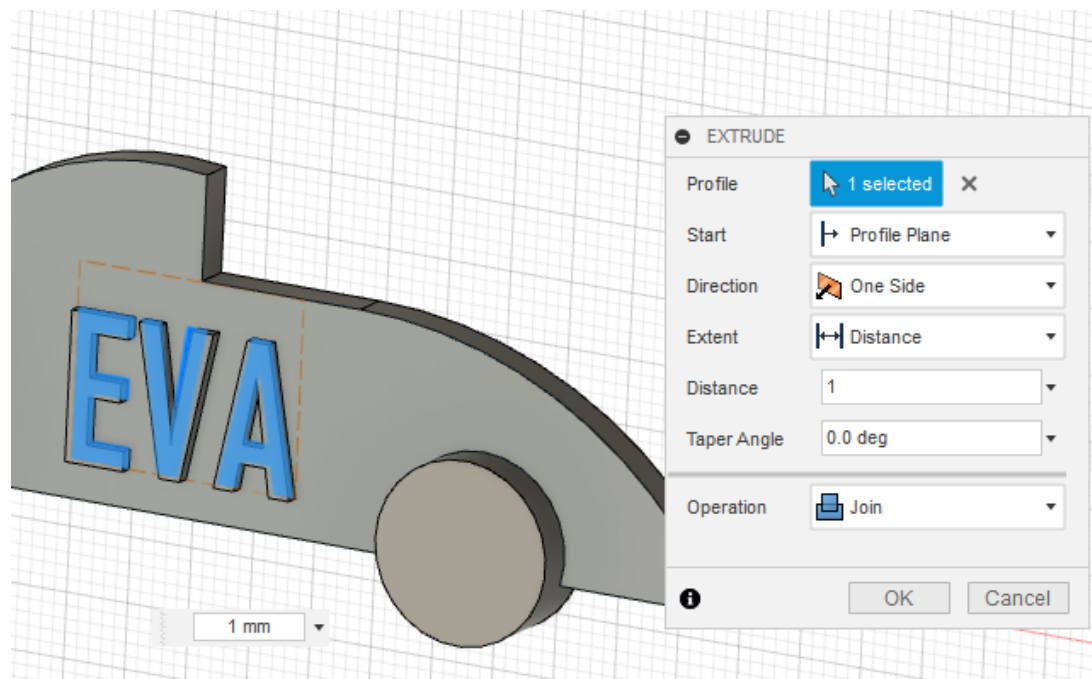 EXTRUDE
Profile 1 selected
Start Profile Plane
Direction One Side
Extent Distance
Distance 1
Taper Angle 0.0 deg
Operation Join
OK Cancel
EVA
1 mm